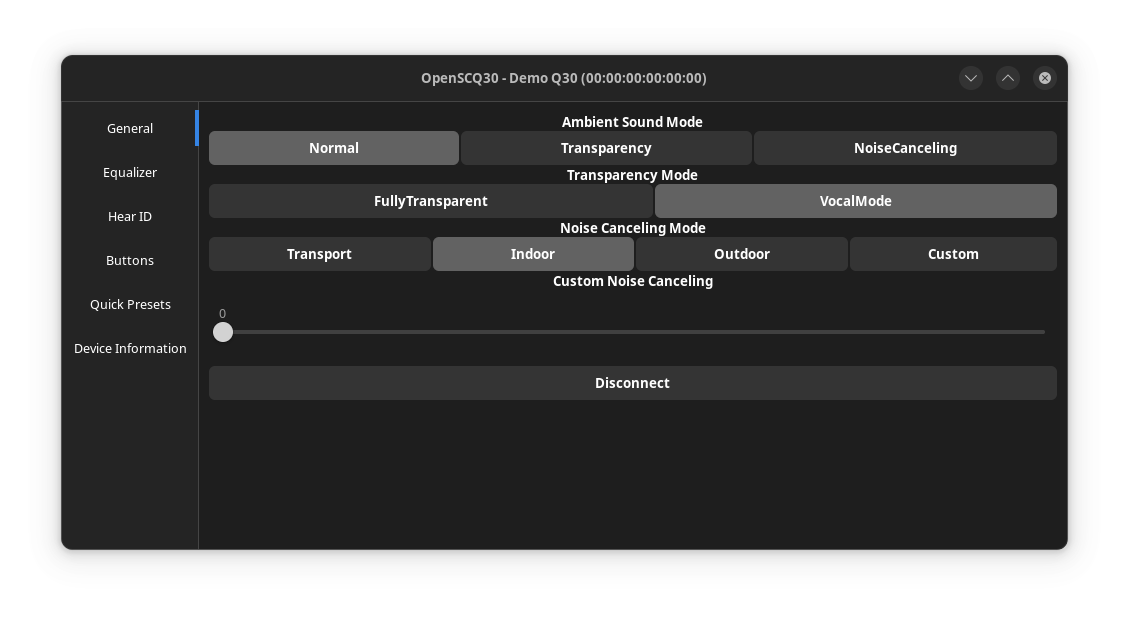 OpenSCQ30 - Demo Q30 (00:00:00:00:00:00)
General
Equalizer
Hear ID
Buttons
Quick Presets
Device Information
Ambient Sound Mode
Normal Transparency NoiseCanceling
Transparency Mode
FullyTransparent VocalMode
Noise Canceling Mode
Transport Indoor Outdoor Custom
Custom Noise Canceling
0
Disconnect